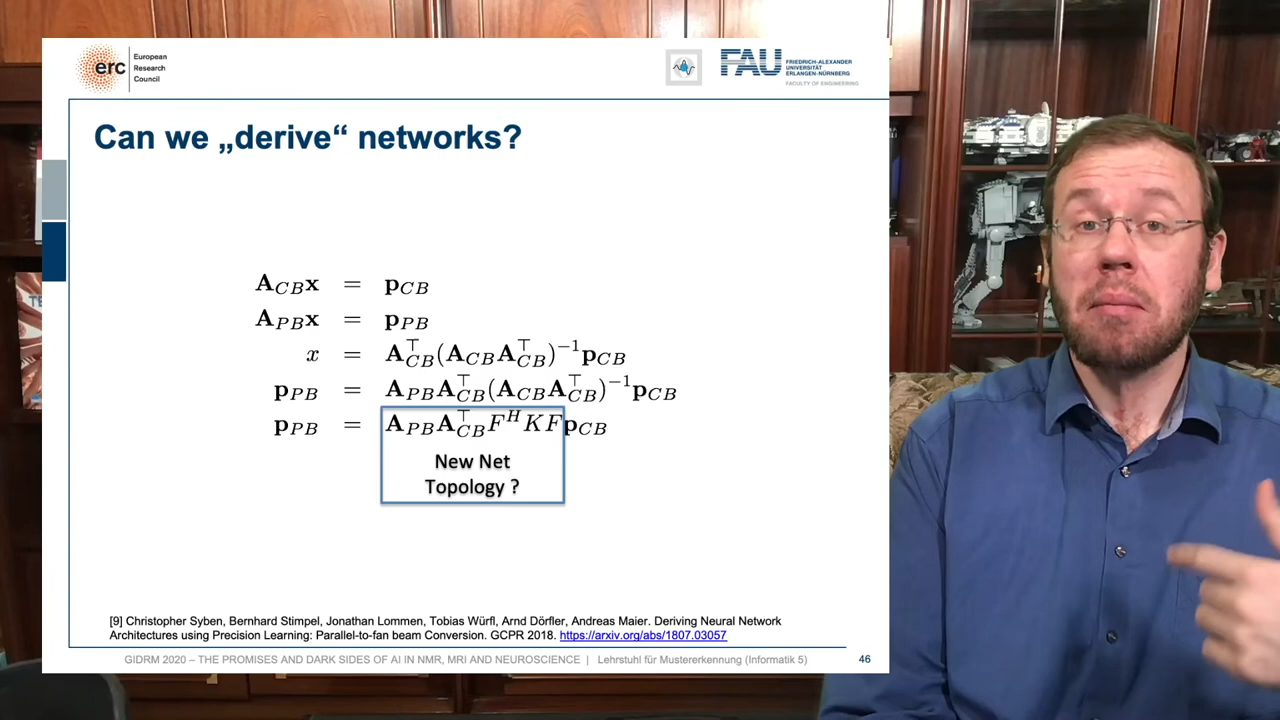 erc
European
Research
Council
FAU
FRIEDRICH-ALEXANDER
UNIVERSITÄT
ERLANGEN-NÜRNBERG
FACULTY OF ENGINEERING
Can we „derive“ networks?
A_{CB}x = p_{CB}
A_{PB}x = p_{PB}
x = A_{CB}^⊤(A_{CB}A_{CB}^⊤)^{-1}p_{CB}
p_{PB} = A_{PB}A_{CB}^⊤(A_{CB}A_{CB}^⊤)^{-1}p_{CB}
p_{PB} = A_{PB}A_{CB}^⊤F^HKFp_{CB}
New Net
Topology ?
[9] Christopher Syben, Bernhard Stimpel, Jonathan Lommen, Tobias Würfl, Arnd Dörfler, Andreas Maier. Deriving Neural Network
Architectures using Precision Learning: Parallel-to-fan beam Conversion. GCPR 2018. https://arxiv.org/abs/1807.03057
GIDRM 2020 – THE PROMISES AND DARK SIDES OF AI IN NMR, MRI AND NEUROSCIENCE | Lehrstuhl für Mustererkennung (Informatik 5) 46